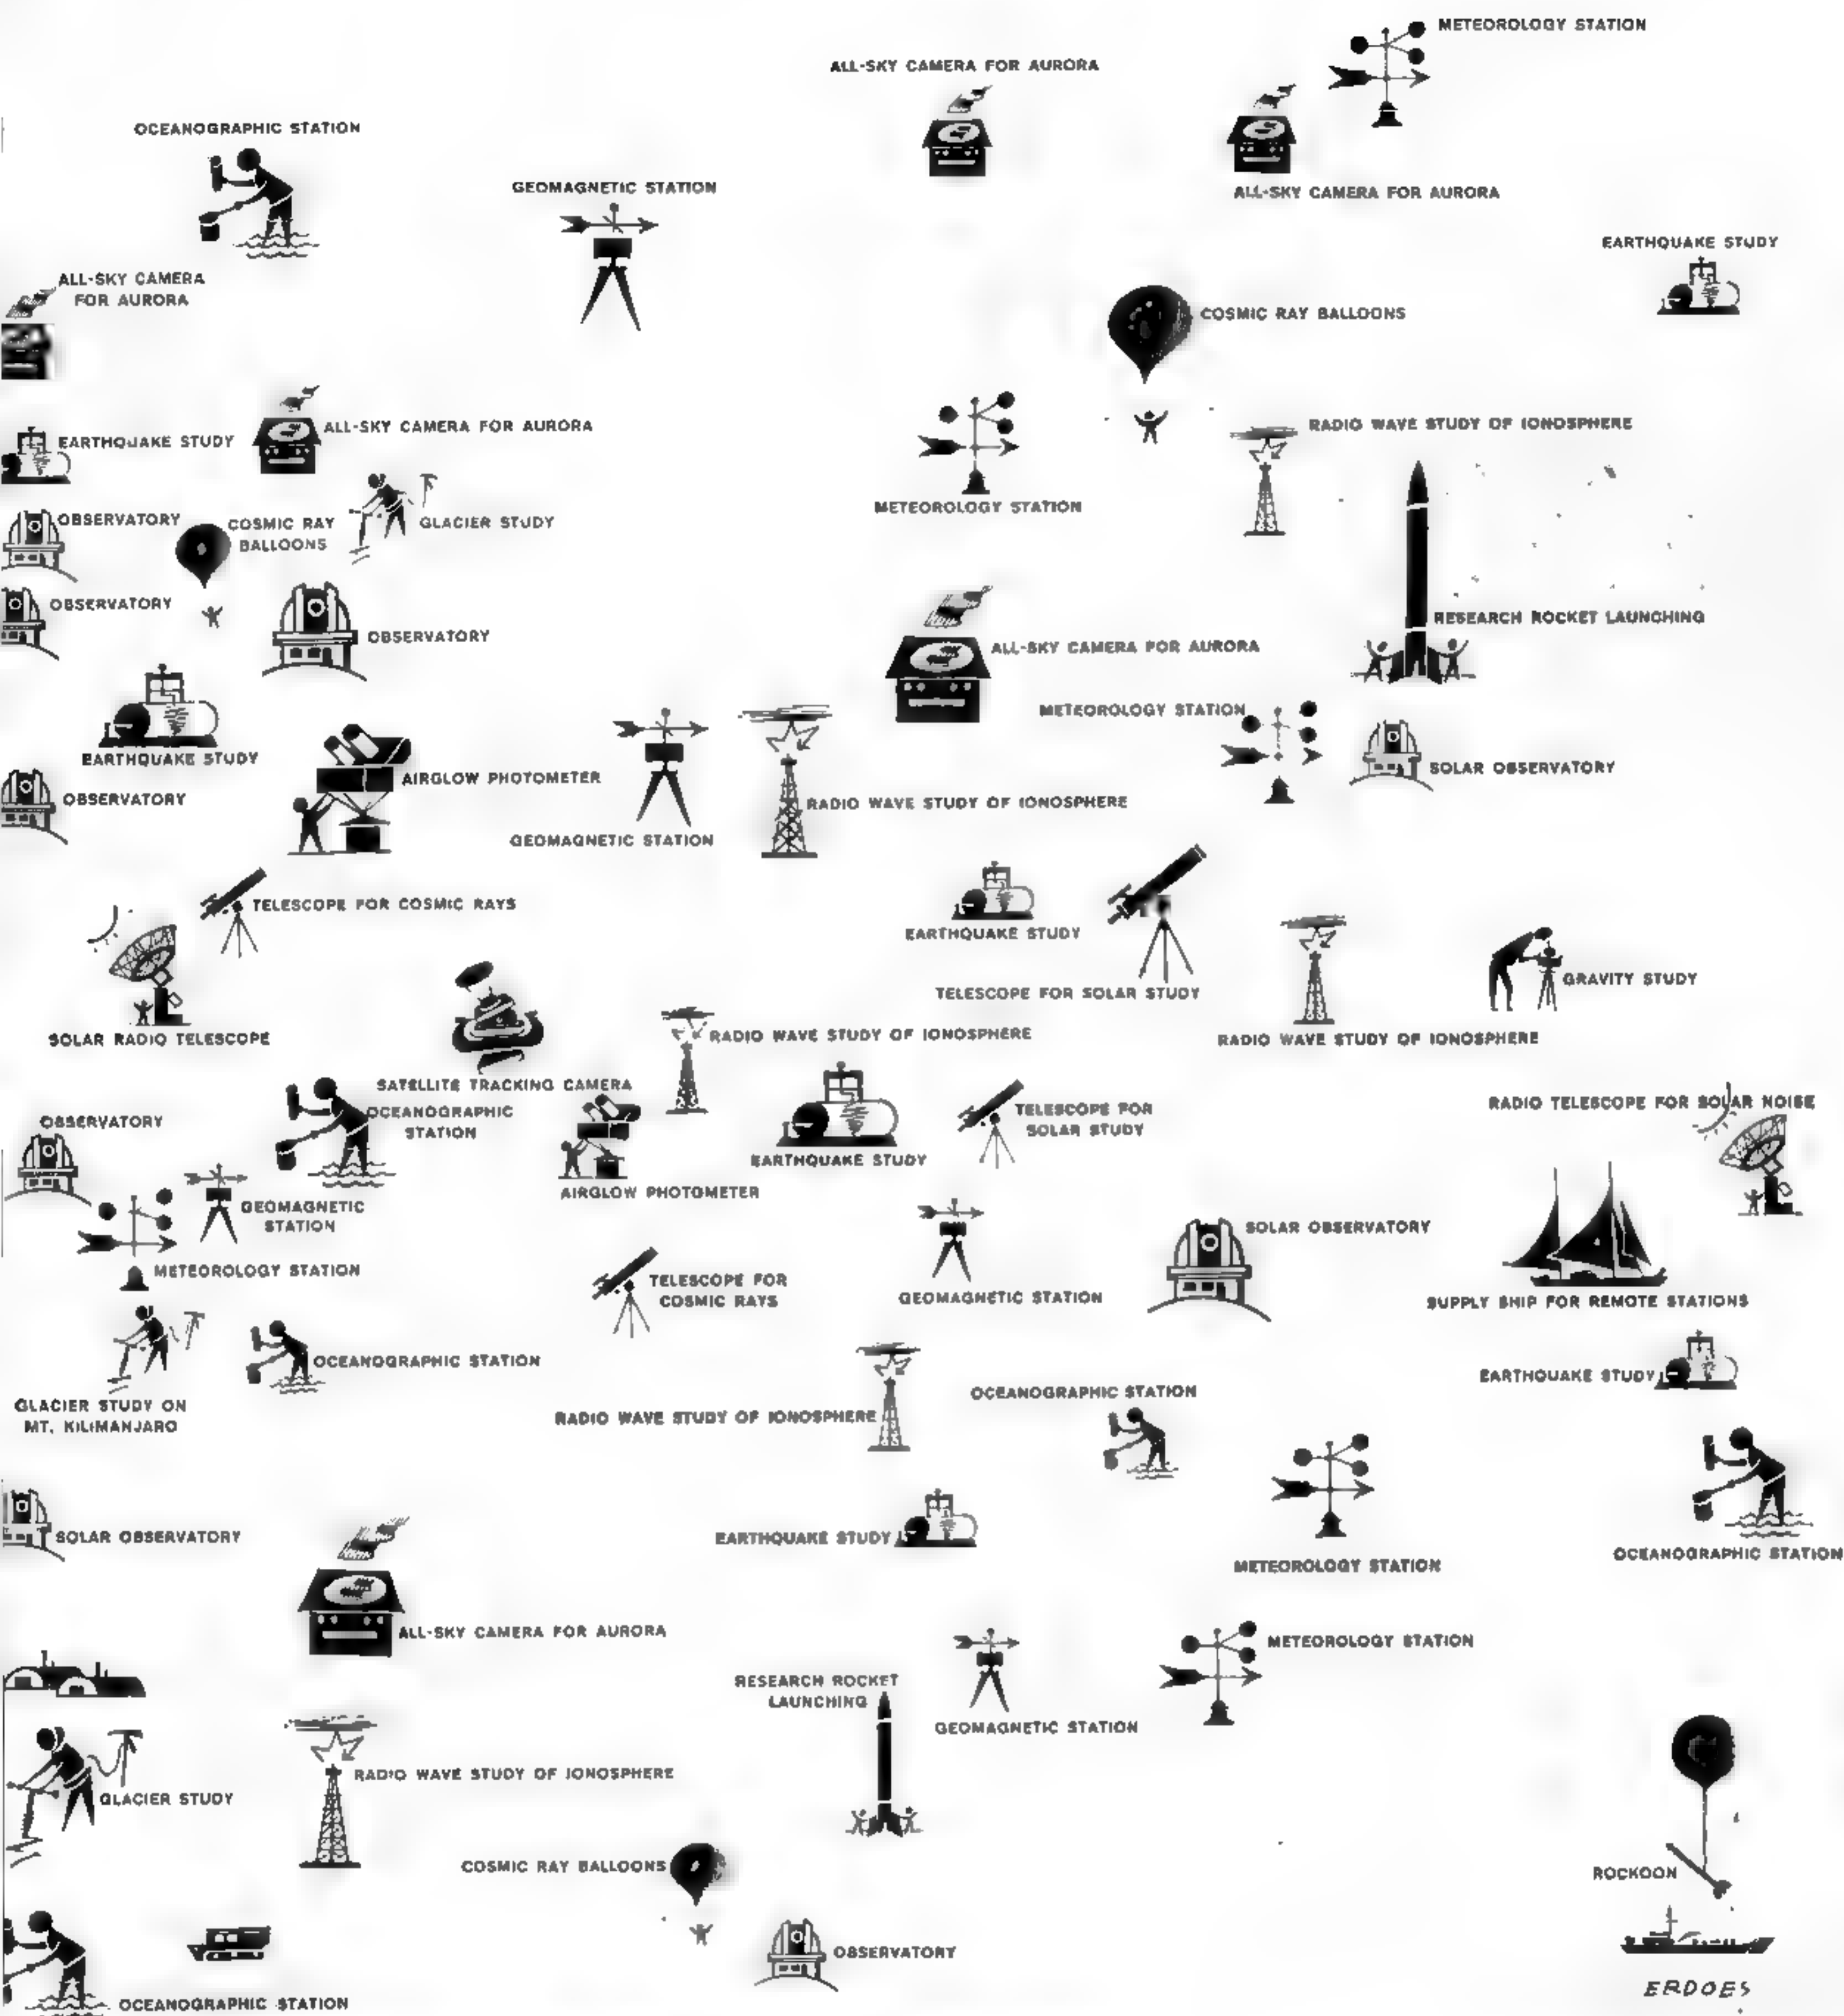 METEOROLOGY STATION
ALL-SKY CAMERA FOR AURORA
OCEANOGRAPHIC STATION
GEOMAGNETIC STATION
ALL-SKY CAMERA FOR AURORA
EARTHQUAKE STUDY
ALL-SKY CAMERA
FOR AURORA
COSMIC RAY BALLOONS
RADIO WAVE STUDY OF IONOSPHERE
ALL-SKY CAMERA FOR AURORA
EARTHQUAKE STUDY
METEOROLOGY STATION
OBSERVATORY
COSMIC RAY
BALLOONS
GLACIER STUDY
OBSERVATORY
RESEARCH ROCKET LAUNCHING
OBSERVATORY
ALL-SKY CAMERA FOR AURORA
METEOROLOGY STATION
EARTHQUAKE STUDY
SOLAR OBSERVATORY
AIRGLOW PHOTOMETER
OBSERVATORY
RADIO WAVE STUDY OF IONOSPHERE
GEOMAGNETIC STATION
TELESCOPE FOR COSMIC RAYS
EARTHQUAKE STUDY
GRAVITY STUDY
TELESCOPE FOR SOLAR STUDY
SOLAR RADIO TELESCOPE
RADIO WAVE STUDY OF IONOSPHERE
RADIO WAVE STUDY OF IONOSPHERE
SATELLITE TRACKING CAMERA
RADIO TELESCOPE FOR SOLAR NOISE
OCEANOGRAPHIC
STATION
TELESCOPE FOR
SOLAR STUDY
OBSERVATORY
EARTHQUAKE STUDY
AIRGLOW PHOTOMETER
GEOMAGNETIC
STATION
SOLAR OBSERVATORY
METEOROLOGY STATION
TELESCOPE FOR
COSMIC RAYS
GEOMAGNETIC STATION
SUPPLY SHIP FOR REMOTE STATIONS
OCEANOGRAPHIC STATION
EARTHQUAKE STUDY
OCEANOGRAPHIC STATION
GLACIER STUDY ON
MT. KILIMANJARO
RADIO WAVE STUDY OF IONOSPHERE
SOLAR OBSERVATORY
EARTHQUAKE STUDY
OCEANOGRAPHIC STATION
METEOROLOGY STATION
ALL-SKY CAMERA FOR AURORA
METEOROLOGY STATION
RESEARCH ROCKET
LAUNCHING
GEOMAGNETIC STATION
RADIO WAVE STUDY OF IONOSPHERE
GLACIER STUDY
COSMIC RAY BALLOONS
ROCKOON
OBSERVATORY
ERDOES
OCEANOGRAPHIC STATION